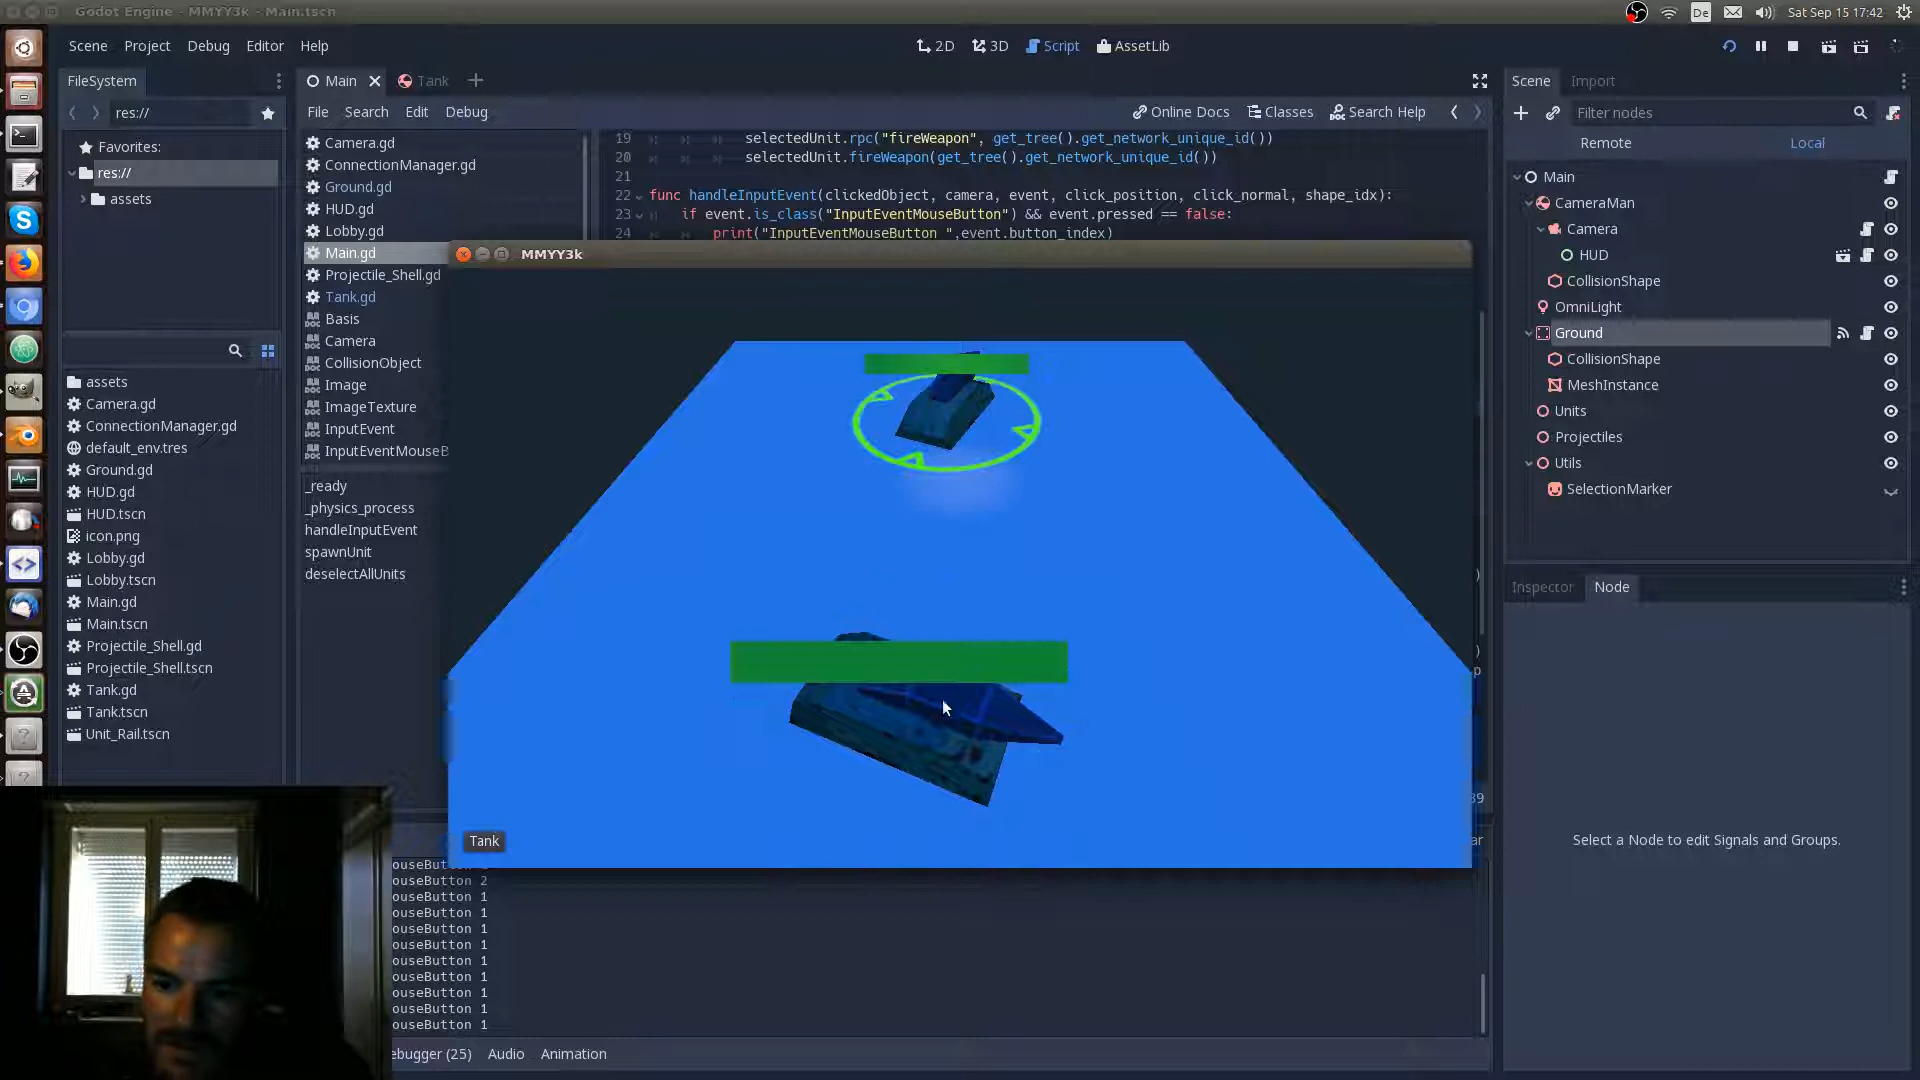 Godot Engine - MMYY3k - Main.tscn
De
Sat Sep 15 17:42
Scene Project Debug Editor Help
2D 3D Script AssetLib
FileSystem
res://
Favorites:
res://
assets
assets
Camera.gd
ConnectionManager.gd
default_env.tres
Ground.gd
HUD.gd
HUD.tscn
icon.png
Lobby.gd
Lobby.tscn
Main.gd
Main.tscn
Projectile_Shell.gd
Projectile_Shell.tscn
Tank.gd
Tank.tscn
Unit_Rail.tscn
Main Tank
File Search Edit Debug
Online Docs Classes Search Help
Camera.gd
ConnectionManager.gd
Ground.gd
HUD.gd
Lobby.gd
Main.gd
Projectile_Shell.gd
Tank.gd
Basis
Camera
CollisionObject
Image
ImageTexture
InputEvent
InputEventMouseB
_ready
_physics_process
handleInputEvent
spawnUnit
deselectAllUnits
19 selectedUnit.rpc("fireWeapon", get_tree().get_network_unique_id())
20 selectedUnit.fireWeapon(get_tree().get_network_unique_id())
21
22 func handleInputEvent(clickedObject, camera, event, click_position, click_normal, shape_idx):
23 if event.is_class("InputEventMouseButton") && event.pressed == false:
24 print("InputEventMouseButton ",event.button_index)
MMYY3k
)
)
p
39
ar
Tank
ouseButton
ouseButton 2
ouseButton 1
ouseButton 1
ouseButton 1
ouseButton 1
ouseButton 1
ouseButton 1
ouseButton 1
ouseButton 1
ouseButton 1
ebugger (25) Audio Animation
Scene Import
Filter nodes
Remote Local
Main
CameraMan
Camera
HUD
CollisionShape
OmniLight
Ground
CollisionShape
MeshInstance
Units
Projectiles
Utils
SelectionMarker
Inspector Node
Select a Node to edit Signals and Groups.